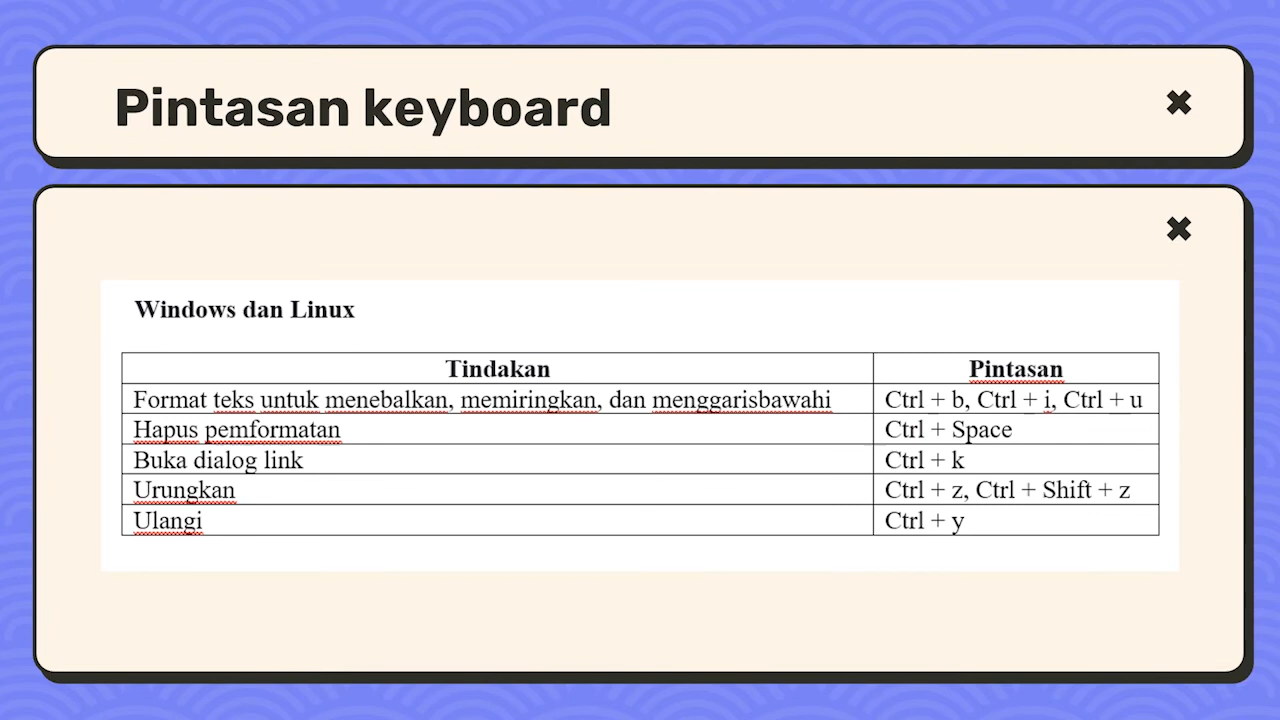 Pintasan keyboard
Windows dan Linux
Tindakan Pintasan
Format teks untuk menebalkan, memiringkan, dan menggarisbawahi Ctrl + b, Ctrl + i, Ctrl + u
Hapus pemformatan Ctrl + Space
Buka dialog link Ctrl + k
Urungkan Ctrl + z, Ctrl + Shift + z
Ulangi Ctrl + y